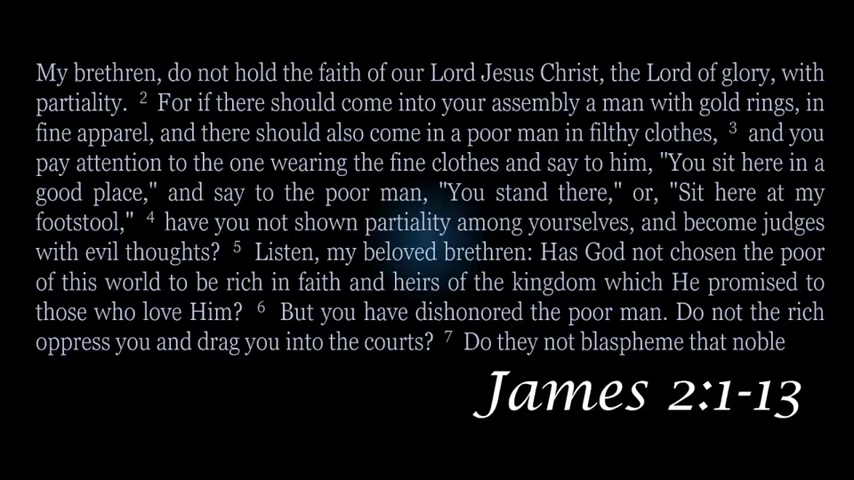 My brethren, do not hold the faith of our Lord Jesus Christ, the Lord of glory, with
partiality. 2 For if there should come into your assembly a man with gold rings, in
fine apparel, and there should also come in a poor man in filthy clothes, 3 and you
pay attention to the one wearing the fine clothes and say to him, "You sit here in a
good place," and say to the poor man, "You stand there," or, "Sit here at my
footstool," 4 have you not shown partiality among yourselves, and become judges
with evil thoughts? 5 Listen, my beloved brethren: Has God not chosen the poor
of this world to be rich in faith and heirs of the kingdom which He promised to
those who love Him? 6 But you have dishonored the poor man. Do not the rich
oppress you and drag you into the courts? 7 Do they not blaspheme that noble
James 2:1-13